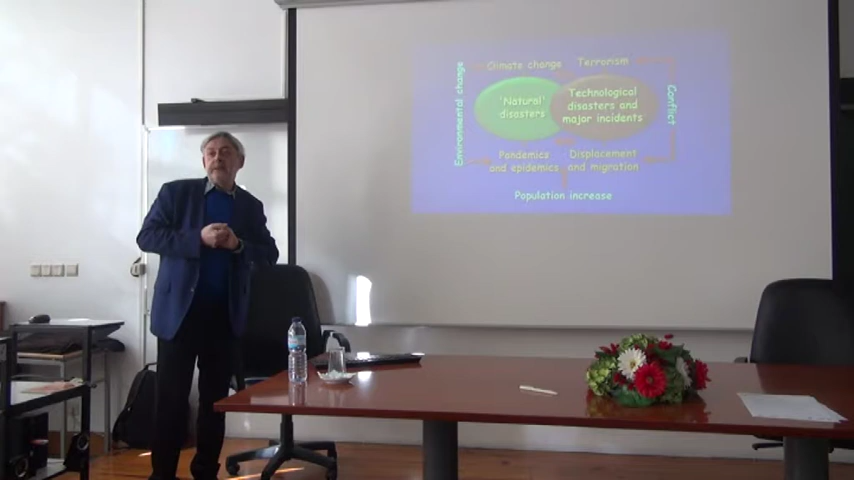 Climate change
Terrorism
Environmental change
'Natural'
disasters
Technological
disasters and
major incidents
Conflict
Pandemics
and epidemics
Displacement
and migration
Population increase